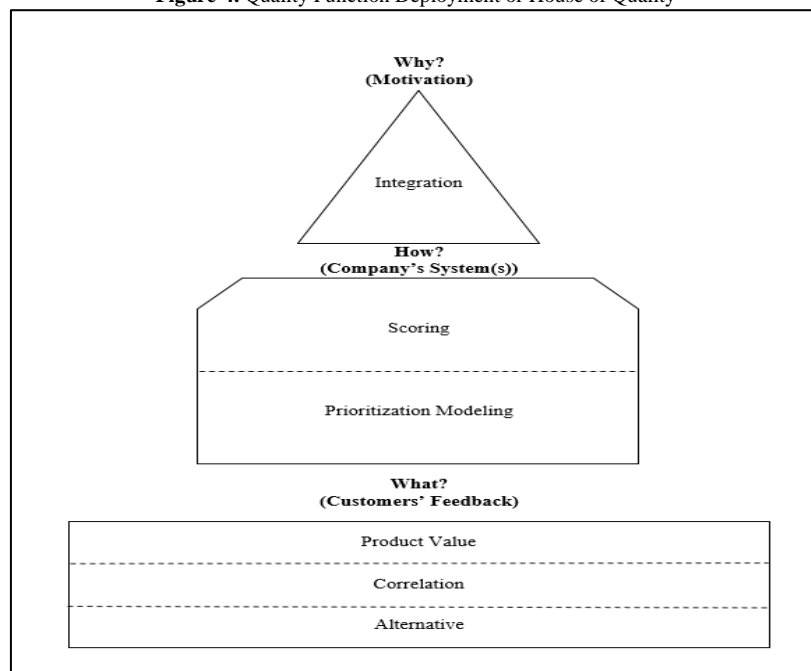 Figure 4. Quality Function Deployment or House of Quality
Why?
(Motivation)
Integration
How?
(Company's System(s))
Scoring
Prioritization Modeling
What?
(Customers' Feedback)
Product Value
Correlation
Alternative